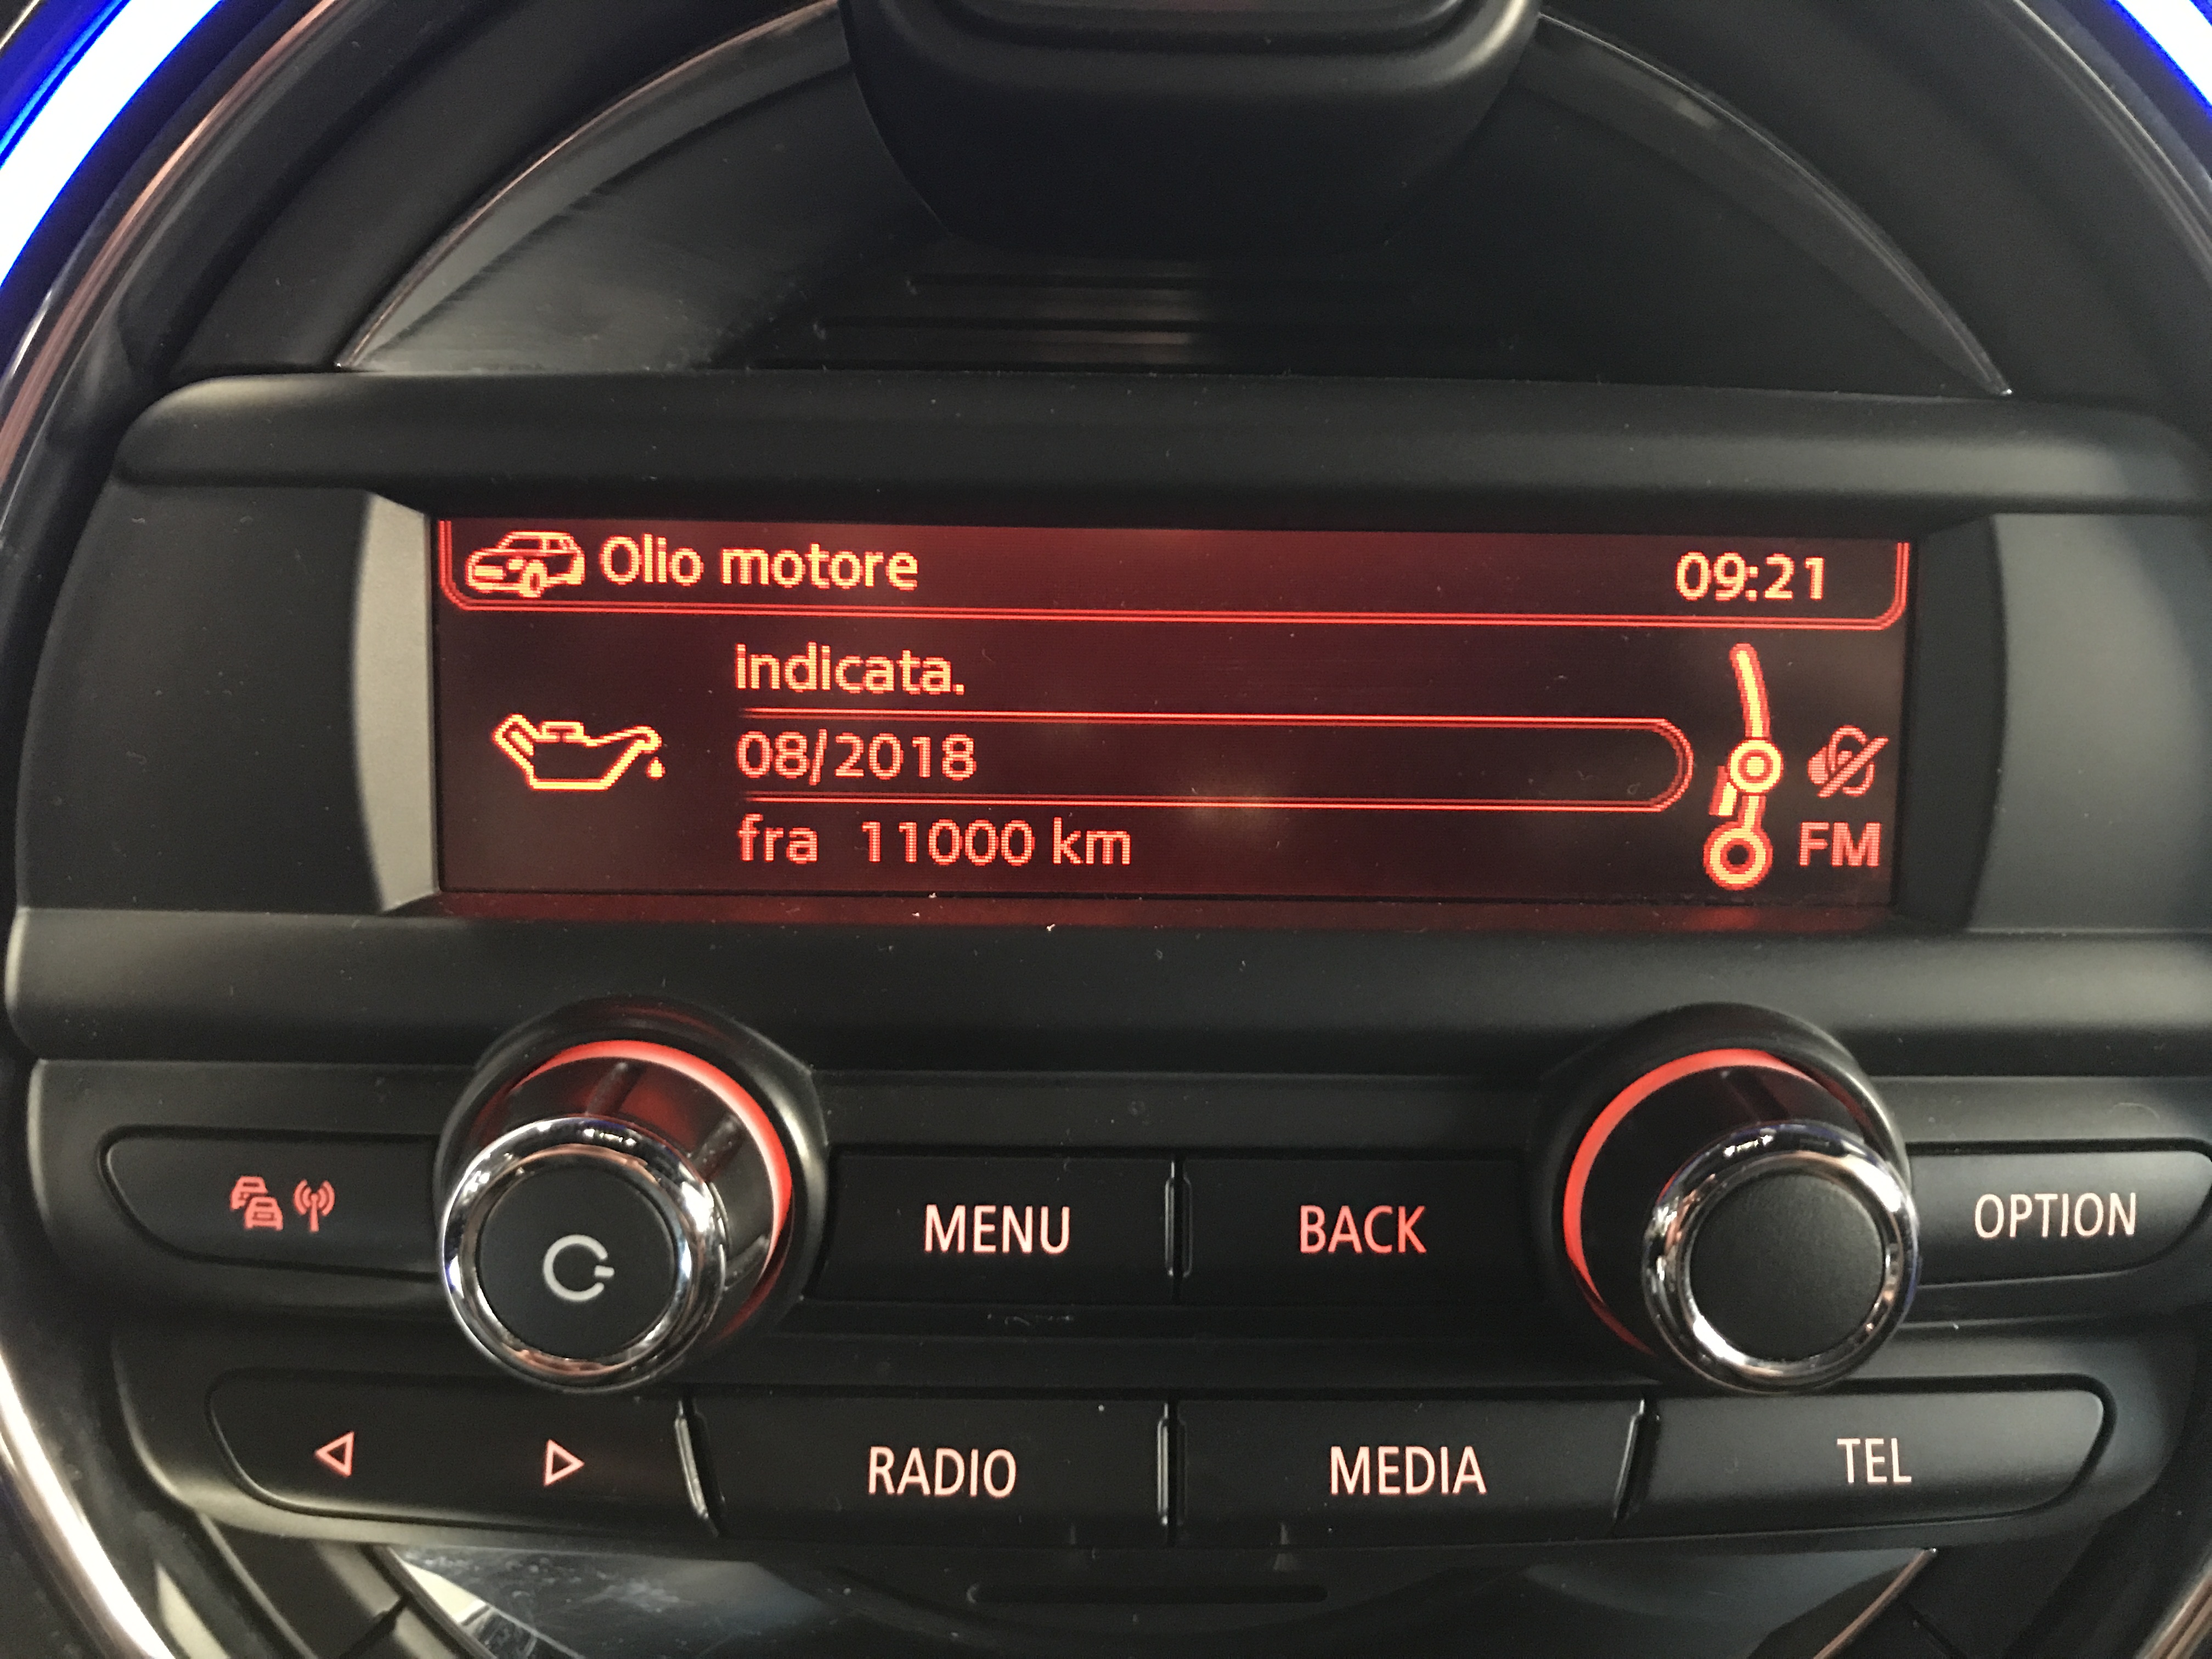 Olio motore 09:21
indicata.
08/2018
fra 11000 km
FM
MENU BACK OPTION
RADIO MEDIA TEL